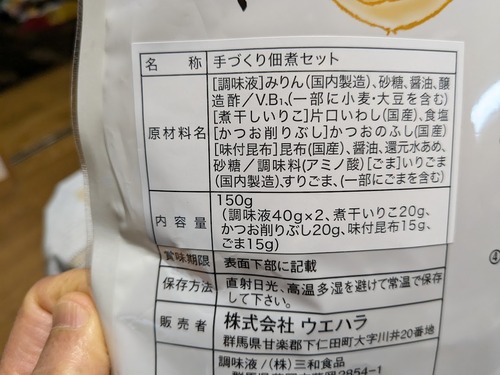 名 称 手づくり佃煮セット
原材料名 [調味液]みりん(国内製造)、砂糖、醤油、醸
造酢/V.B₁、(一部に小麦・大豆を含む)
[煮干しいりこ]片口いわし(国産)、食塩
[かつお削りぶし]かつおのふし(国産)
[味付昆布]昆布(国産)、醤油、還元水あめ、
砂糖/調味料(アミノ酸)[ごま]いりごま
(国内製造)、すりごま、(一部にごまを含む)
内容量 150g
(調味液40g×2、煮干いりこ20g、
かつお削りぶし20g、味付昆布15g、
ごま15g)
賞味期限 表面下部に記載
保存方法 直射日光、高温多湿を避けて常温で保存
して下さい。
販売者 株式会社 ウエハラ
群馬県甘楽郡下仁田町大字川井20番地
調味液/(株)三和食品